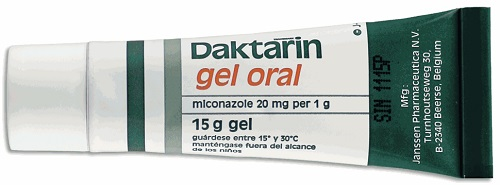 Daktarin
gel oral
miconazole 20 mg per 1 g
15 g gel
guárdese entre 15° y 30°C
manténgase fuera del alcance
de los niños
SIN 1115P
Mfg.:
Janssen Pharmaceutica N.V.
Turnhoutseweg 30,
B-2340 Beerse, Belgium